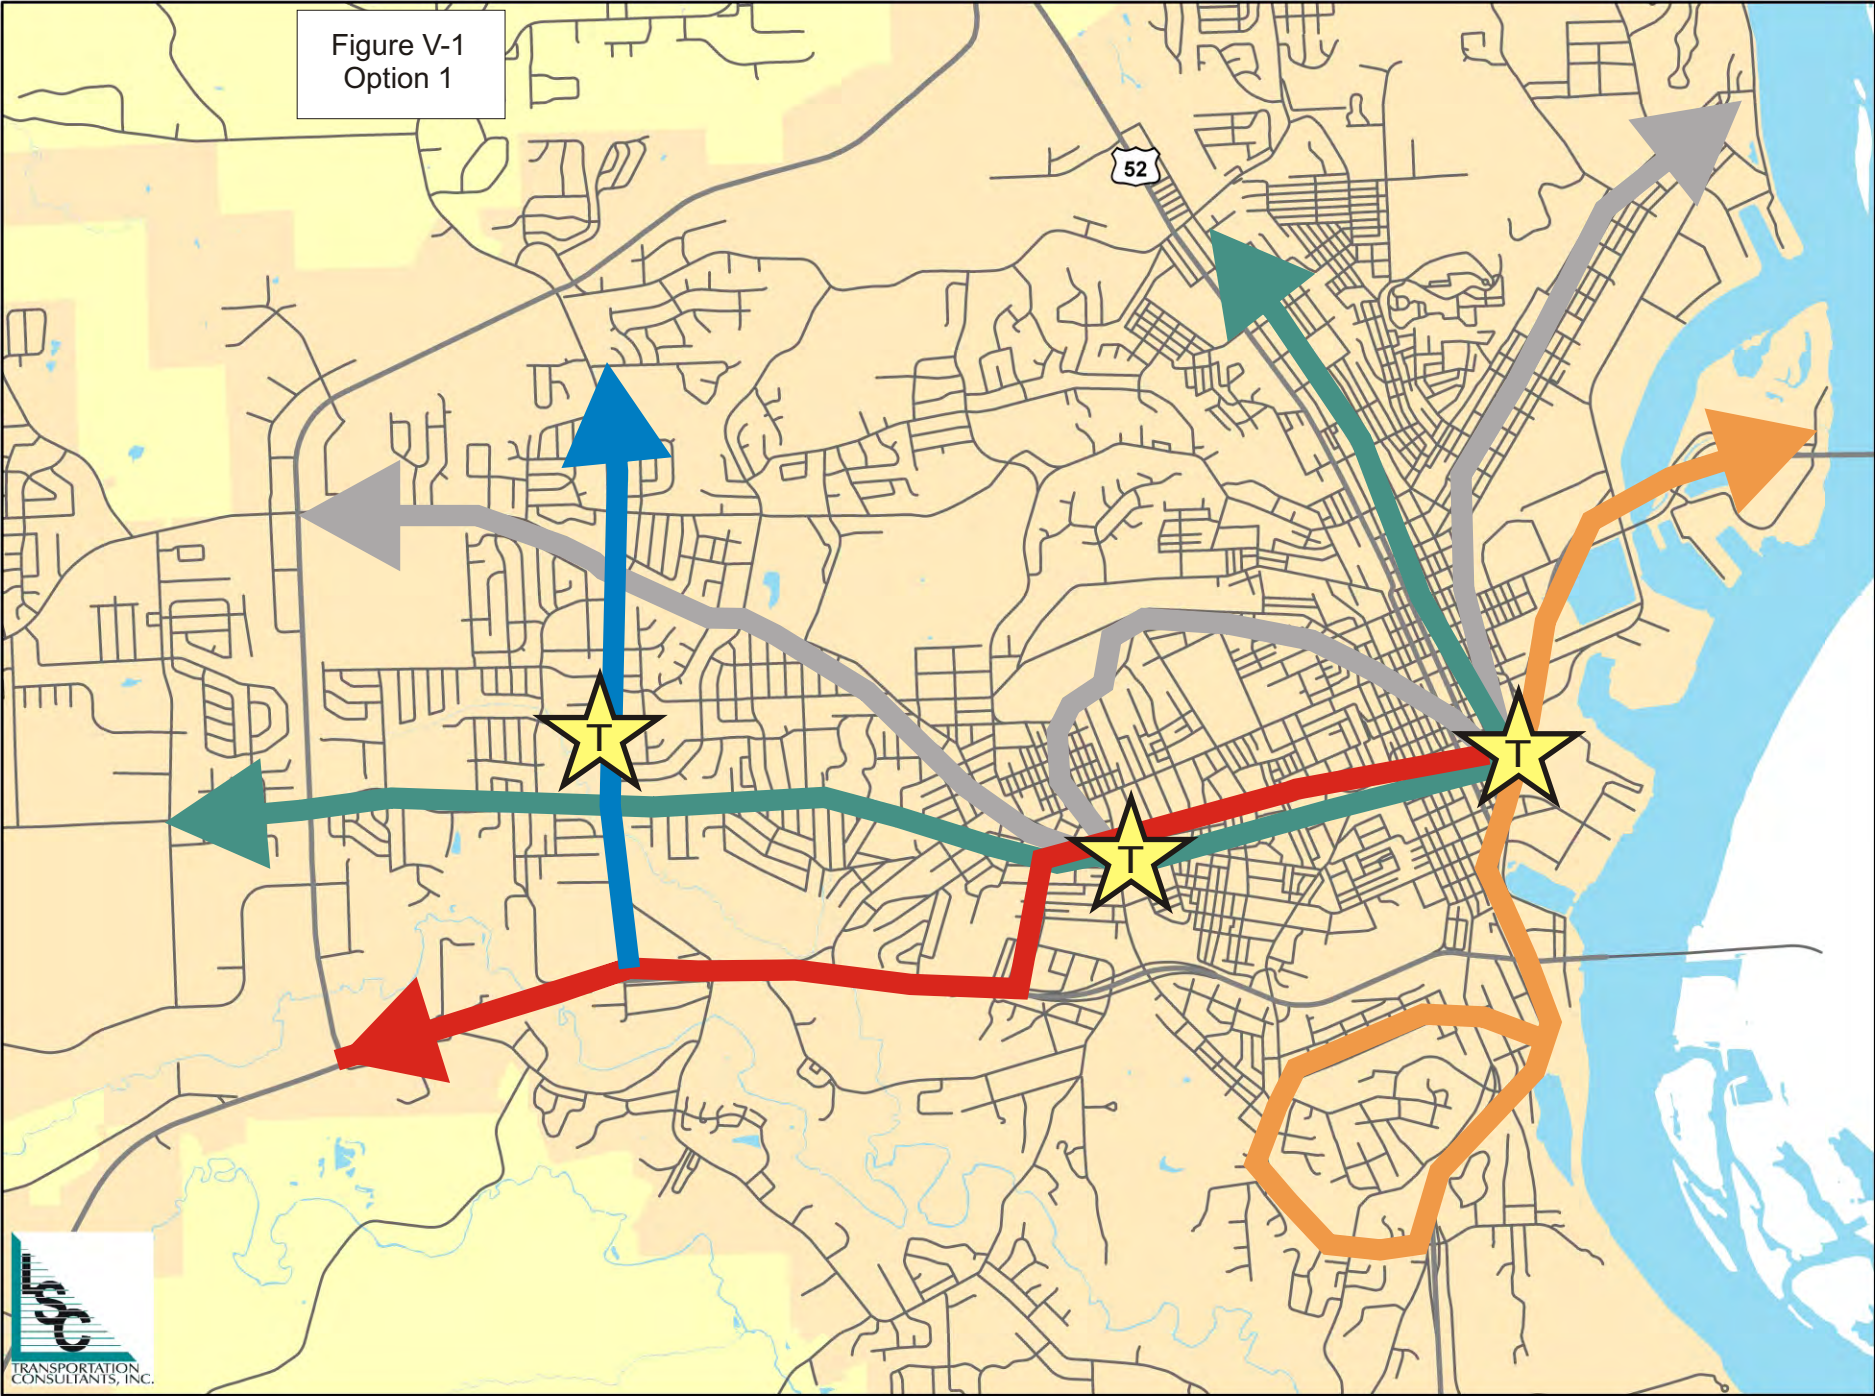 Figure V-1
Option 1
52
T
T
T
LSC
TRANSPORTATION
CONSULTANTS, INC.